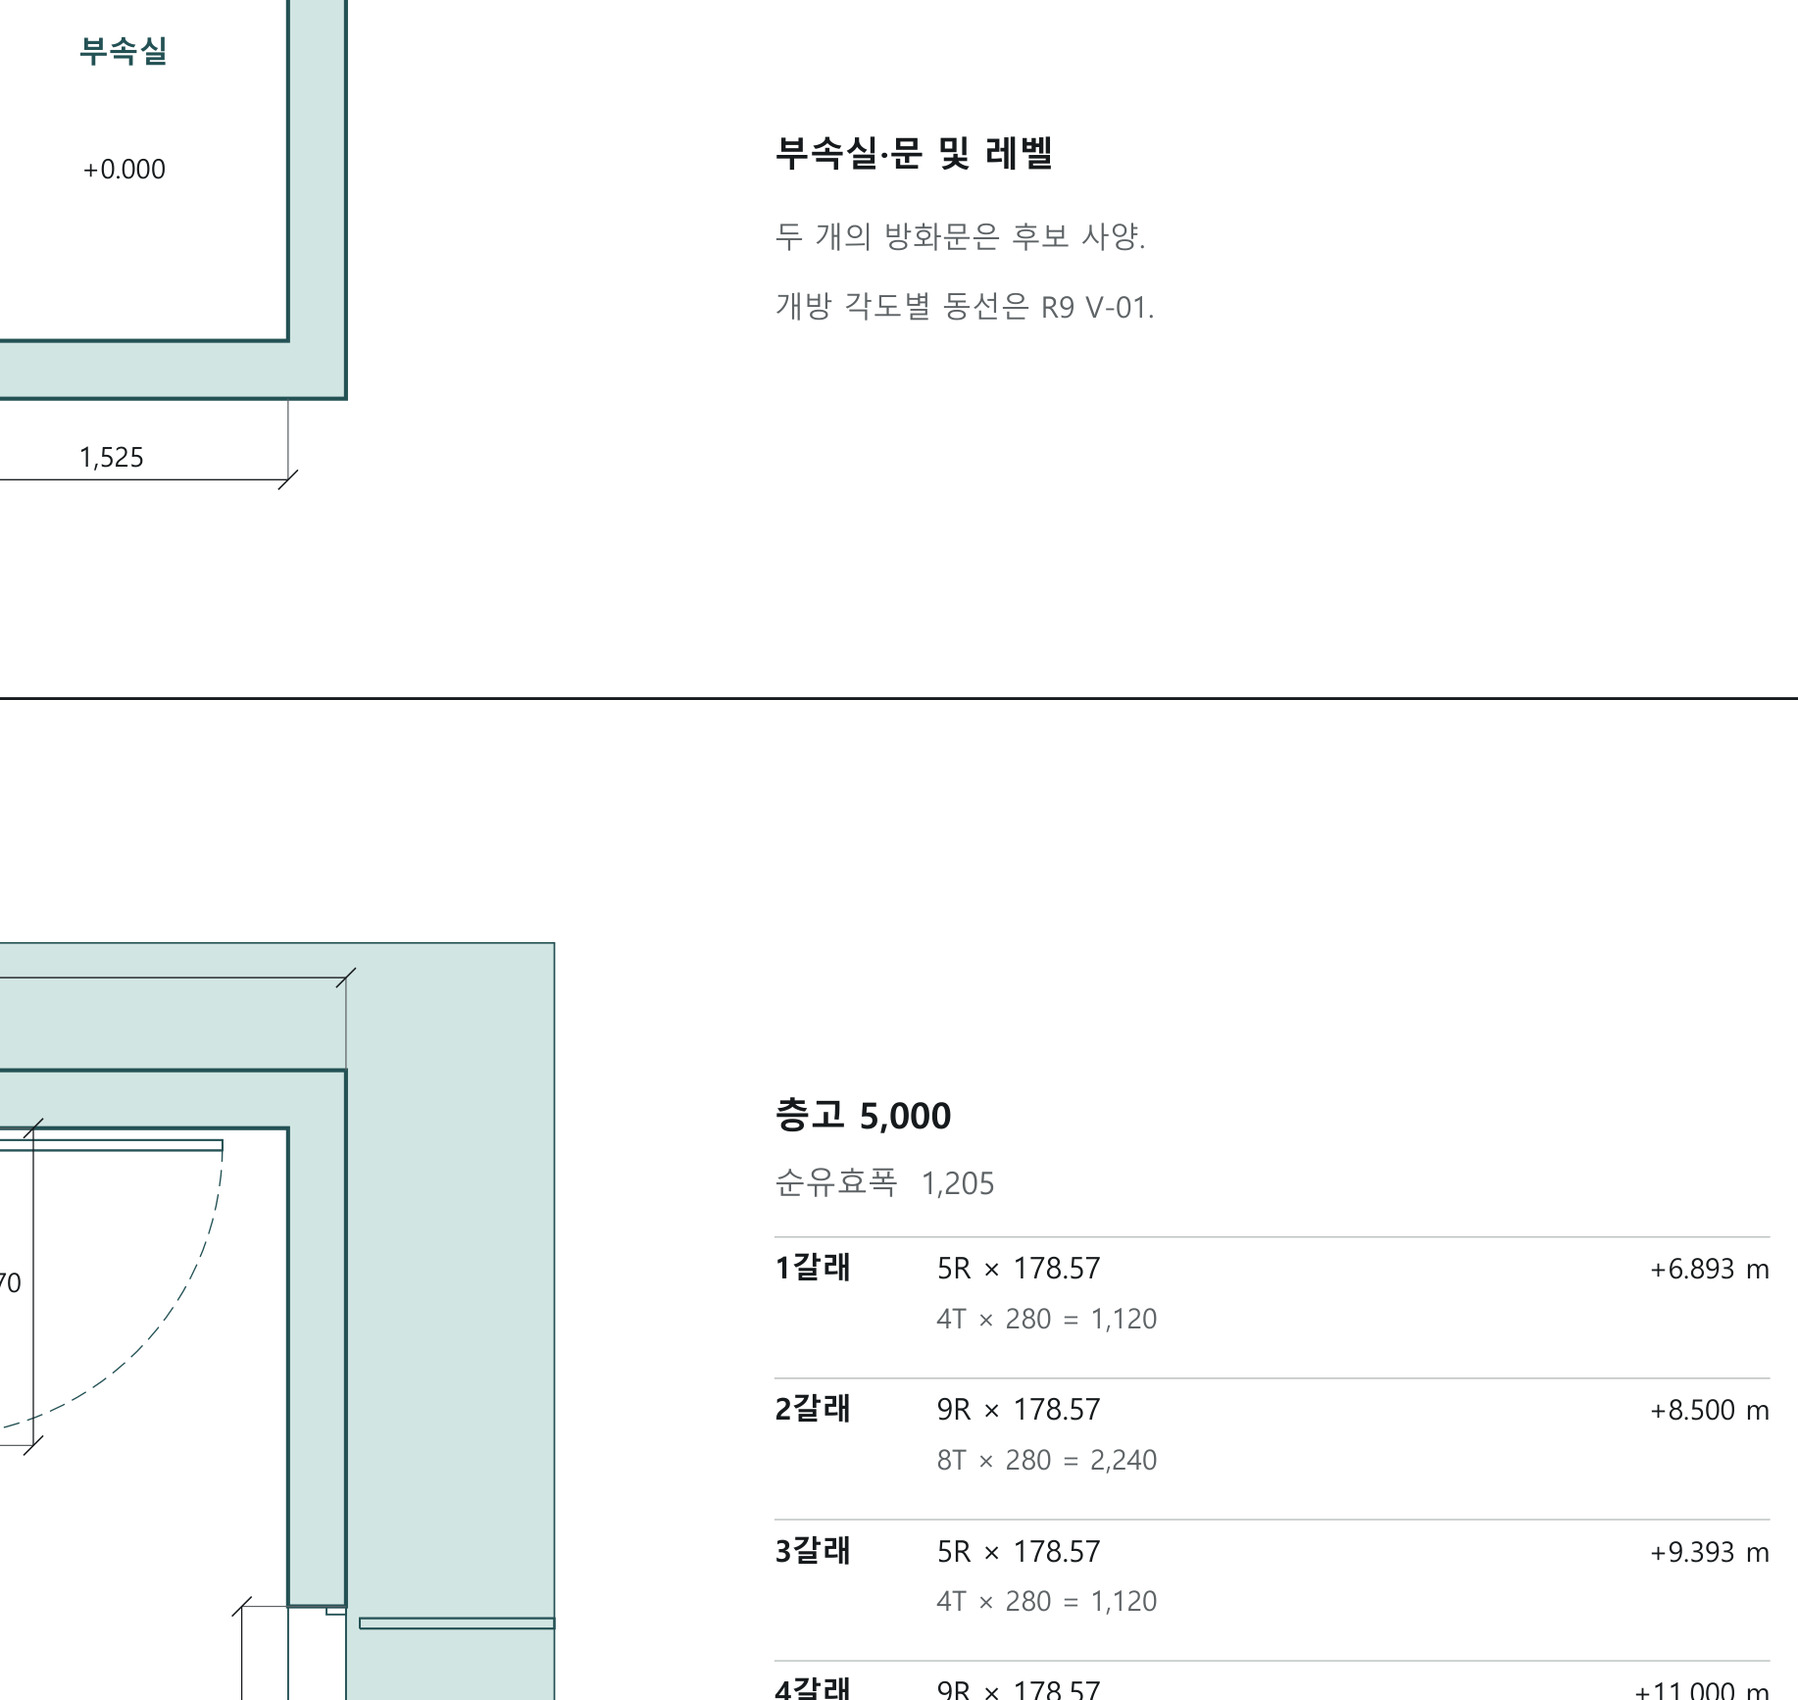 부속실
+0.000
부속실·문 및 레벨
두 개의 방화문은 후보 사양.
개방 각도별 동선은 R9 V-01.
1,525
70
층고 5,000
순유효폭 1,205
1갈래 5R × 178.57 +6.893 m
4T × 280 = 1,120
2갈래 9R × 178.57 +8.500 m
8T × 280 = 2,240
3갈래 5R × 178.57 +9.393 m
4T × 280 = 1,120
4갈래 9R × 178.57 +11.000 m